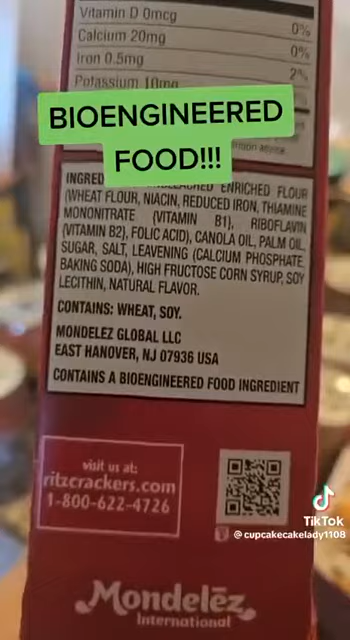 Vitamin D 0mcg 0%
Calcium 20mg 0%
Iron 0.5mg 2%
Potassium 10mg
BIOENGINEERED
FOOD!!!
ENRICHED FLOUR
(WHEAT FLOUR, NIACIN, REDUCED IRON, THIAMINE
MONONITRATE (VITAMIN B1), RIBOFLAVIN
(VITAMIN B2), FOLIC ACID), CANOLA OIL, PALM OIL,
SUGAR, SALT, LEAVENING (CALCIUM PHOSPHATE,
BAKING SODA), HIGH FRUCTOSE CORN SYRUP, SOY
LECITHIN, NATURAL FLAVOR.
CONTAINS: WHEAT, SOY.
MONDELEZ GLOBAL LLC
EAST HANOVER, NJ 07936 USA
CONTAINS A BIOENGINEERED FOOD INGREDIENT
visit us at:
ritzcrackers.com
1-800-622-4726
TikTok
@cupcakecakelady1108
Mondelēz
International